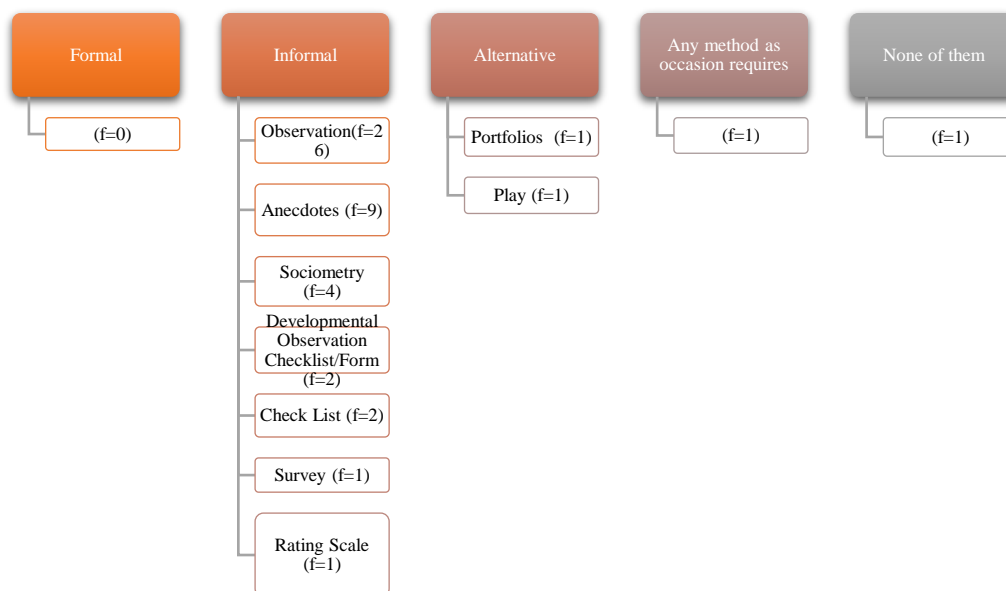 Formal
(f=0)
Informal
Observation(f=2
6)
Anecdotes (f=9)
Sociometry
(f=4)
Developmental
Observation
Checklist/Form
(f=2)
Check List (f=2)
Survey (f=1)
Rating Scale
(f=1)
Alternative
Portfolios  (f=1)
Play (f=1)
Any method as
occasion requires
(f=1)
None of them
(f=1)